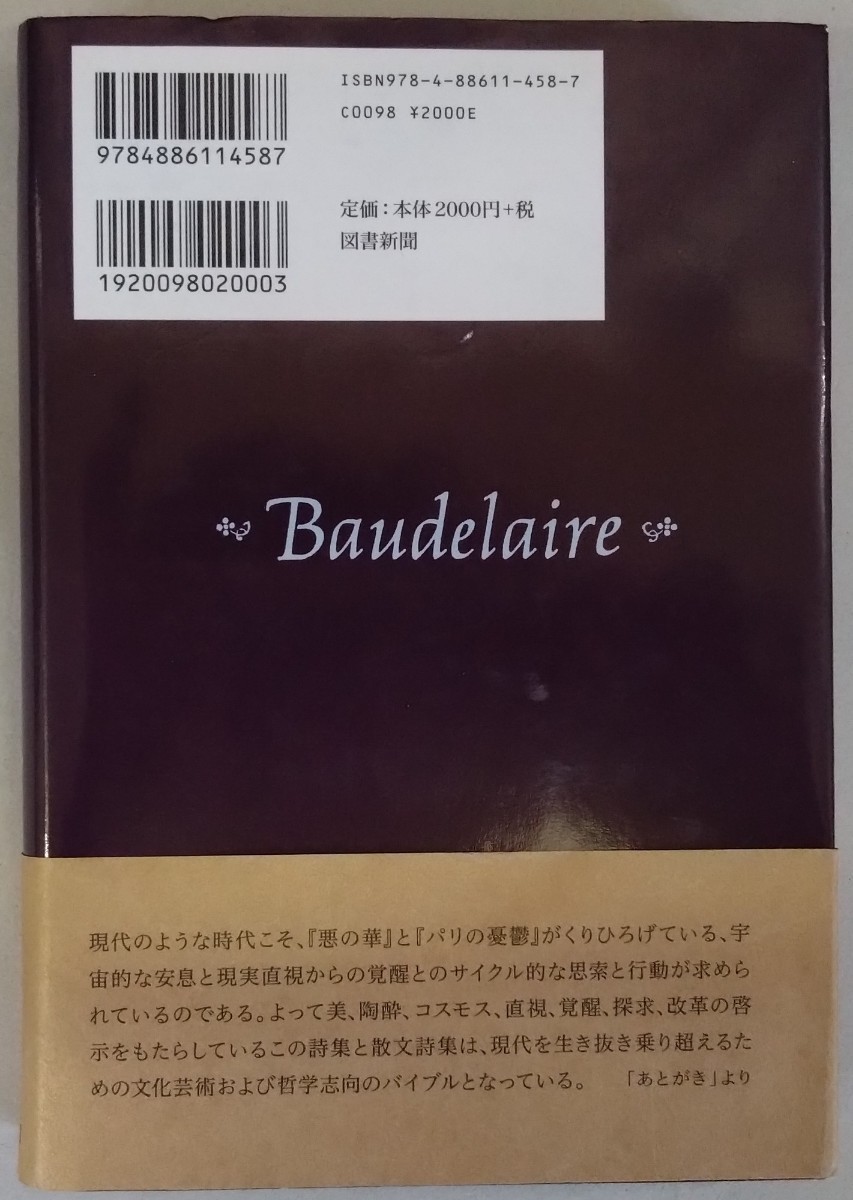 ISBN978-4-88611-458-7
C0098 ¥2000E
9784886114587
定価：本体2000円+税
図書新聞
1920098020003
Baudelaire
現代のような時代こそ、『悪の華』と『パリの憂鬱』がくりひろげている、宇
宙的な安息と現実直視からの覚醒とのサイクル的な思索と行動が求めら
れているのである。よって美、陶酔、コスモス、直視、覚醒、探求、改革の啓
示をもたらしているこの詩集と散文詩集は、現代を生き抜き乗り超えるた
めの文化芸術および哲学志向のバイブルとなっている。 「あとがき」より